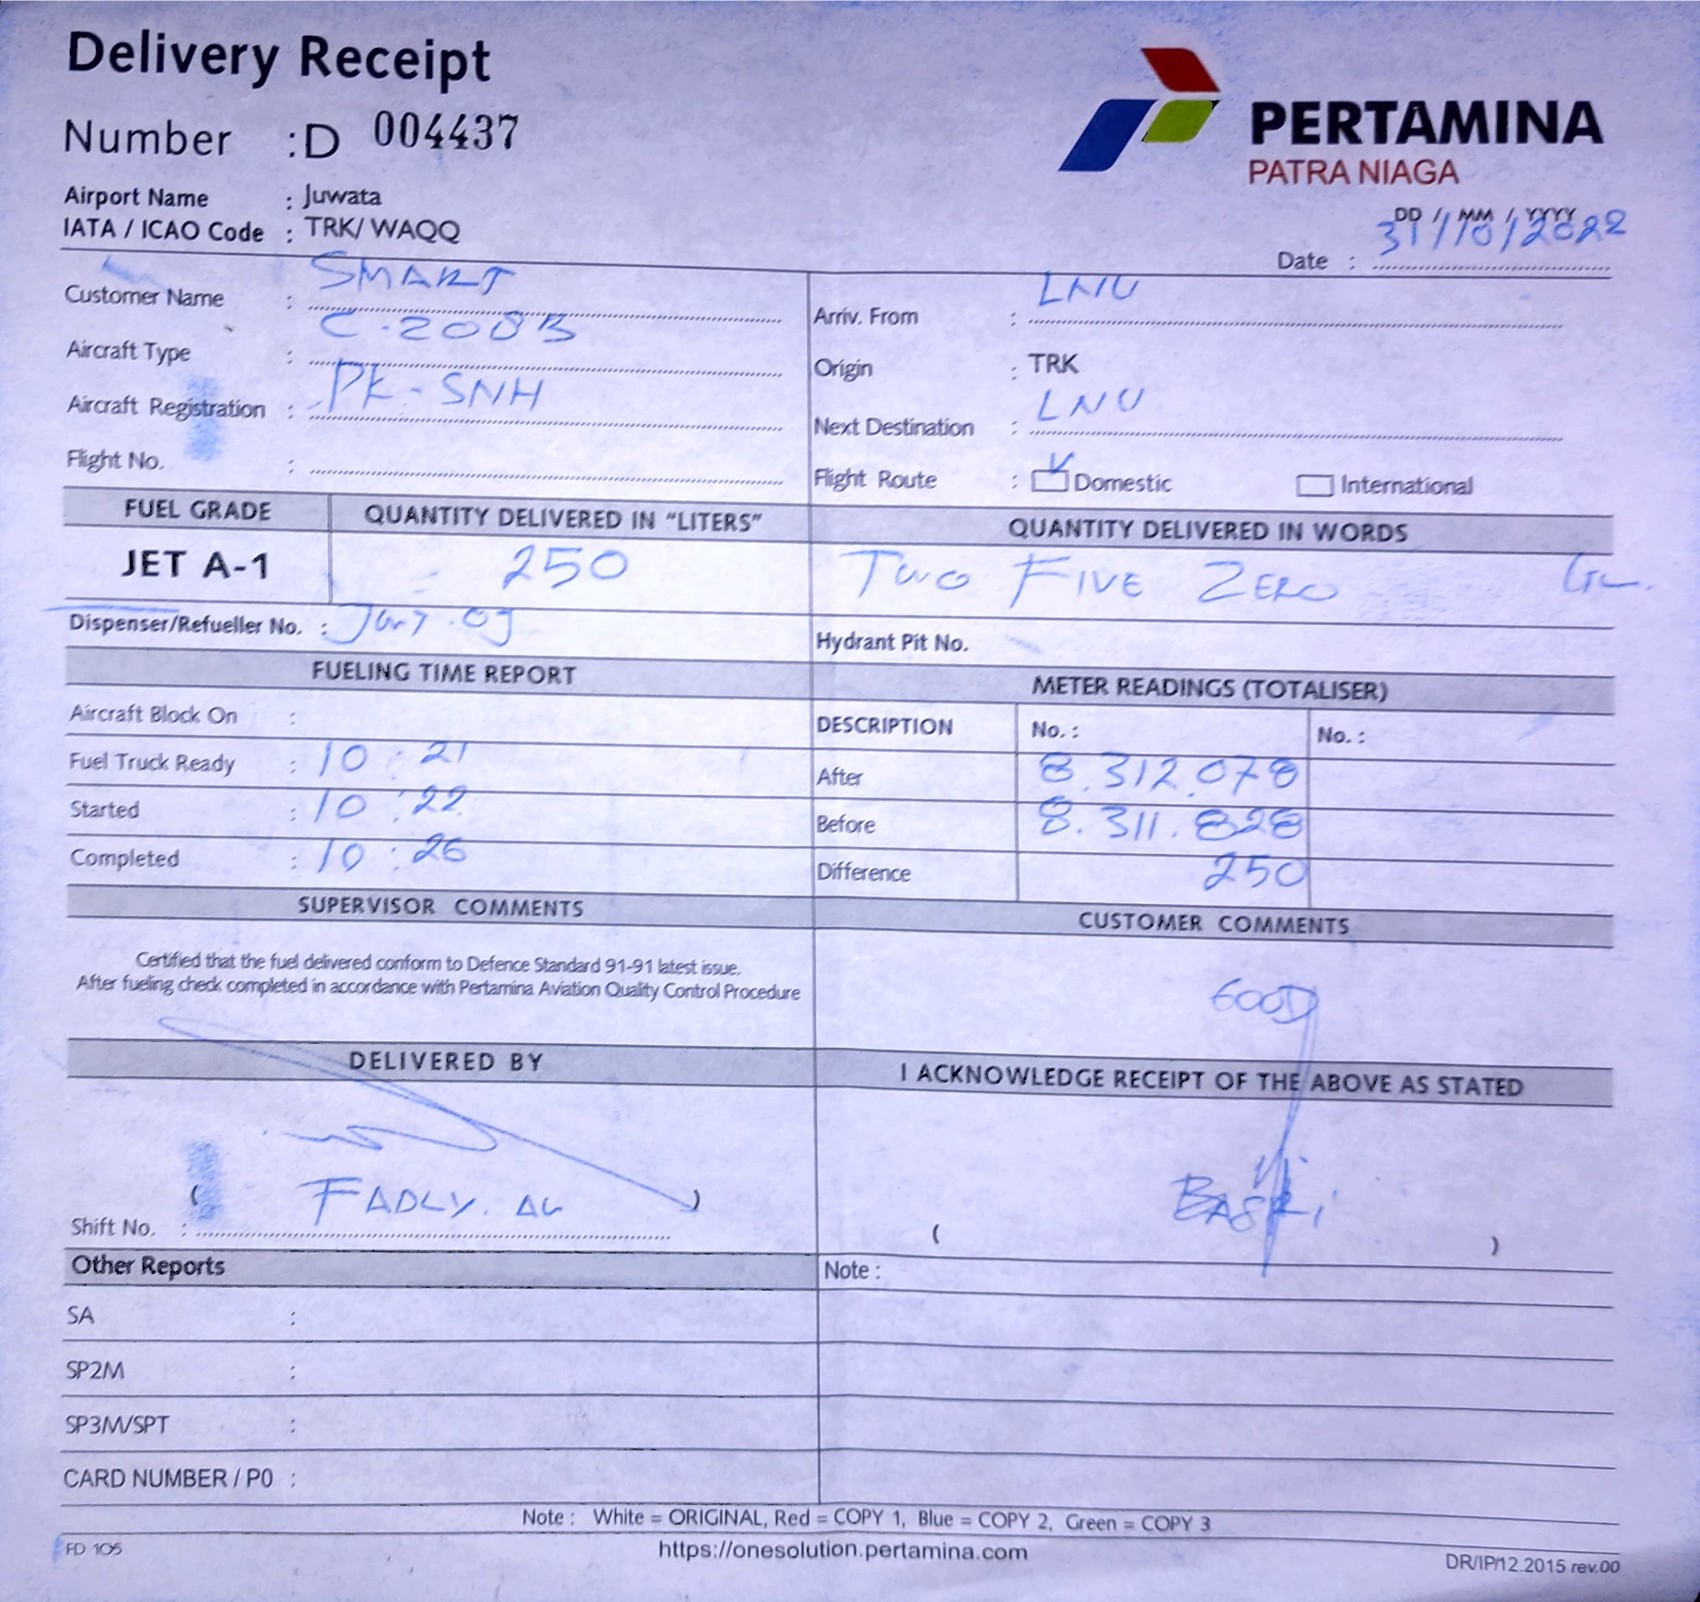 Delivery Receipt
Number : D 004437
PERTAMINA
PATRA NIAGA
Airport Name : Juwata
IATA / ICAO Code : TRK/ WAQQ
DD / MM / YYYY
Date : 31/10/2022
Customer Name : SMART
Arriv. From : LNU
Aircraft Type : C-208B
Origin : TRK
Aircraft Registration : PK-SNH
Next Destination : LNU
Flight No. :
Flight Route : Domestic International
FUEL GRADE QUANTITY DELIVERED IN "LITERS" QUANTITY DELIVERED IN WORDS
JET A-1 250 TWO FIVE ZERO
Dispenser/Refueller No. :
Hydrant Pit No.
FUELING TIME REPORT
METER READINGS (TOTALISER)
Aircraft Block On :
DESCRIPTION No. : No. :
Fuel Truck Ready : 10 : 21
After 8.312.078
Started : 10 : 22
Before 8.311.828
Completed : 10 : 26
Difference 250
SUPERVISOR COMMENTS
CUSTOMER COMMENTS
Certified that the fuel delivered conform to Defence Standard 91-91 latest issue.
After fueling check completed in accordance with Pertamina Aviation Quality Control Procedure
GOOD
DELIVERED BY
I ACKNOWLEDGE RECEIPT OF THE ABOVE AS STATED
( FADLY. )
Shift No. :
( )
Other Reports
Note :
SA :
SP2M :
SP3M/SPT :
CARD NUMBER / P0 :
Note : White = ORIGINAL, Red = COPY 1, Blue = COPY 2, Green = COPY 3
FD 105
https://onesolution.pertamina.com
DR/IP/12.2015 rev.00